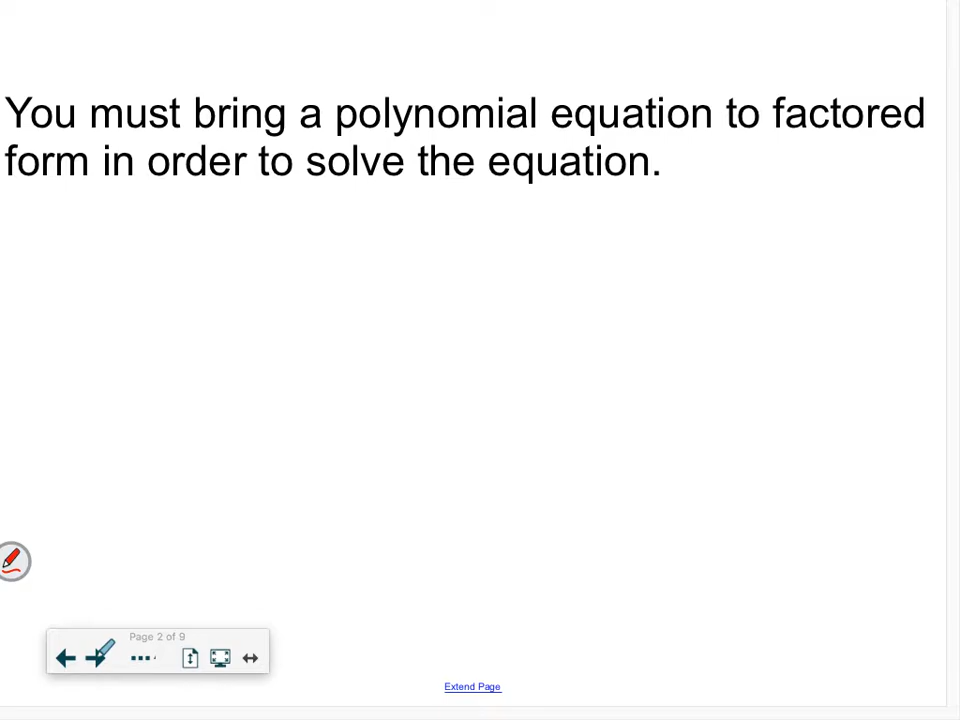 You must bring a polynomial equation to factored
form in order to solve the equation.
Page 2 of 9
Extend Page